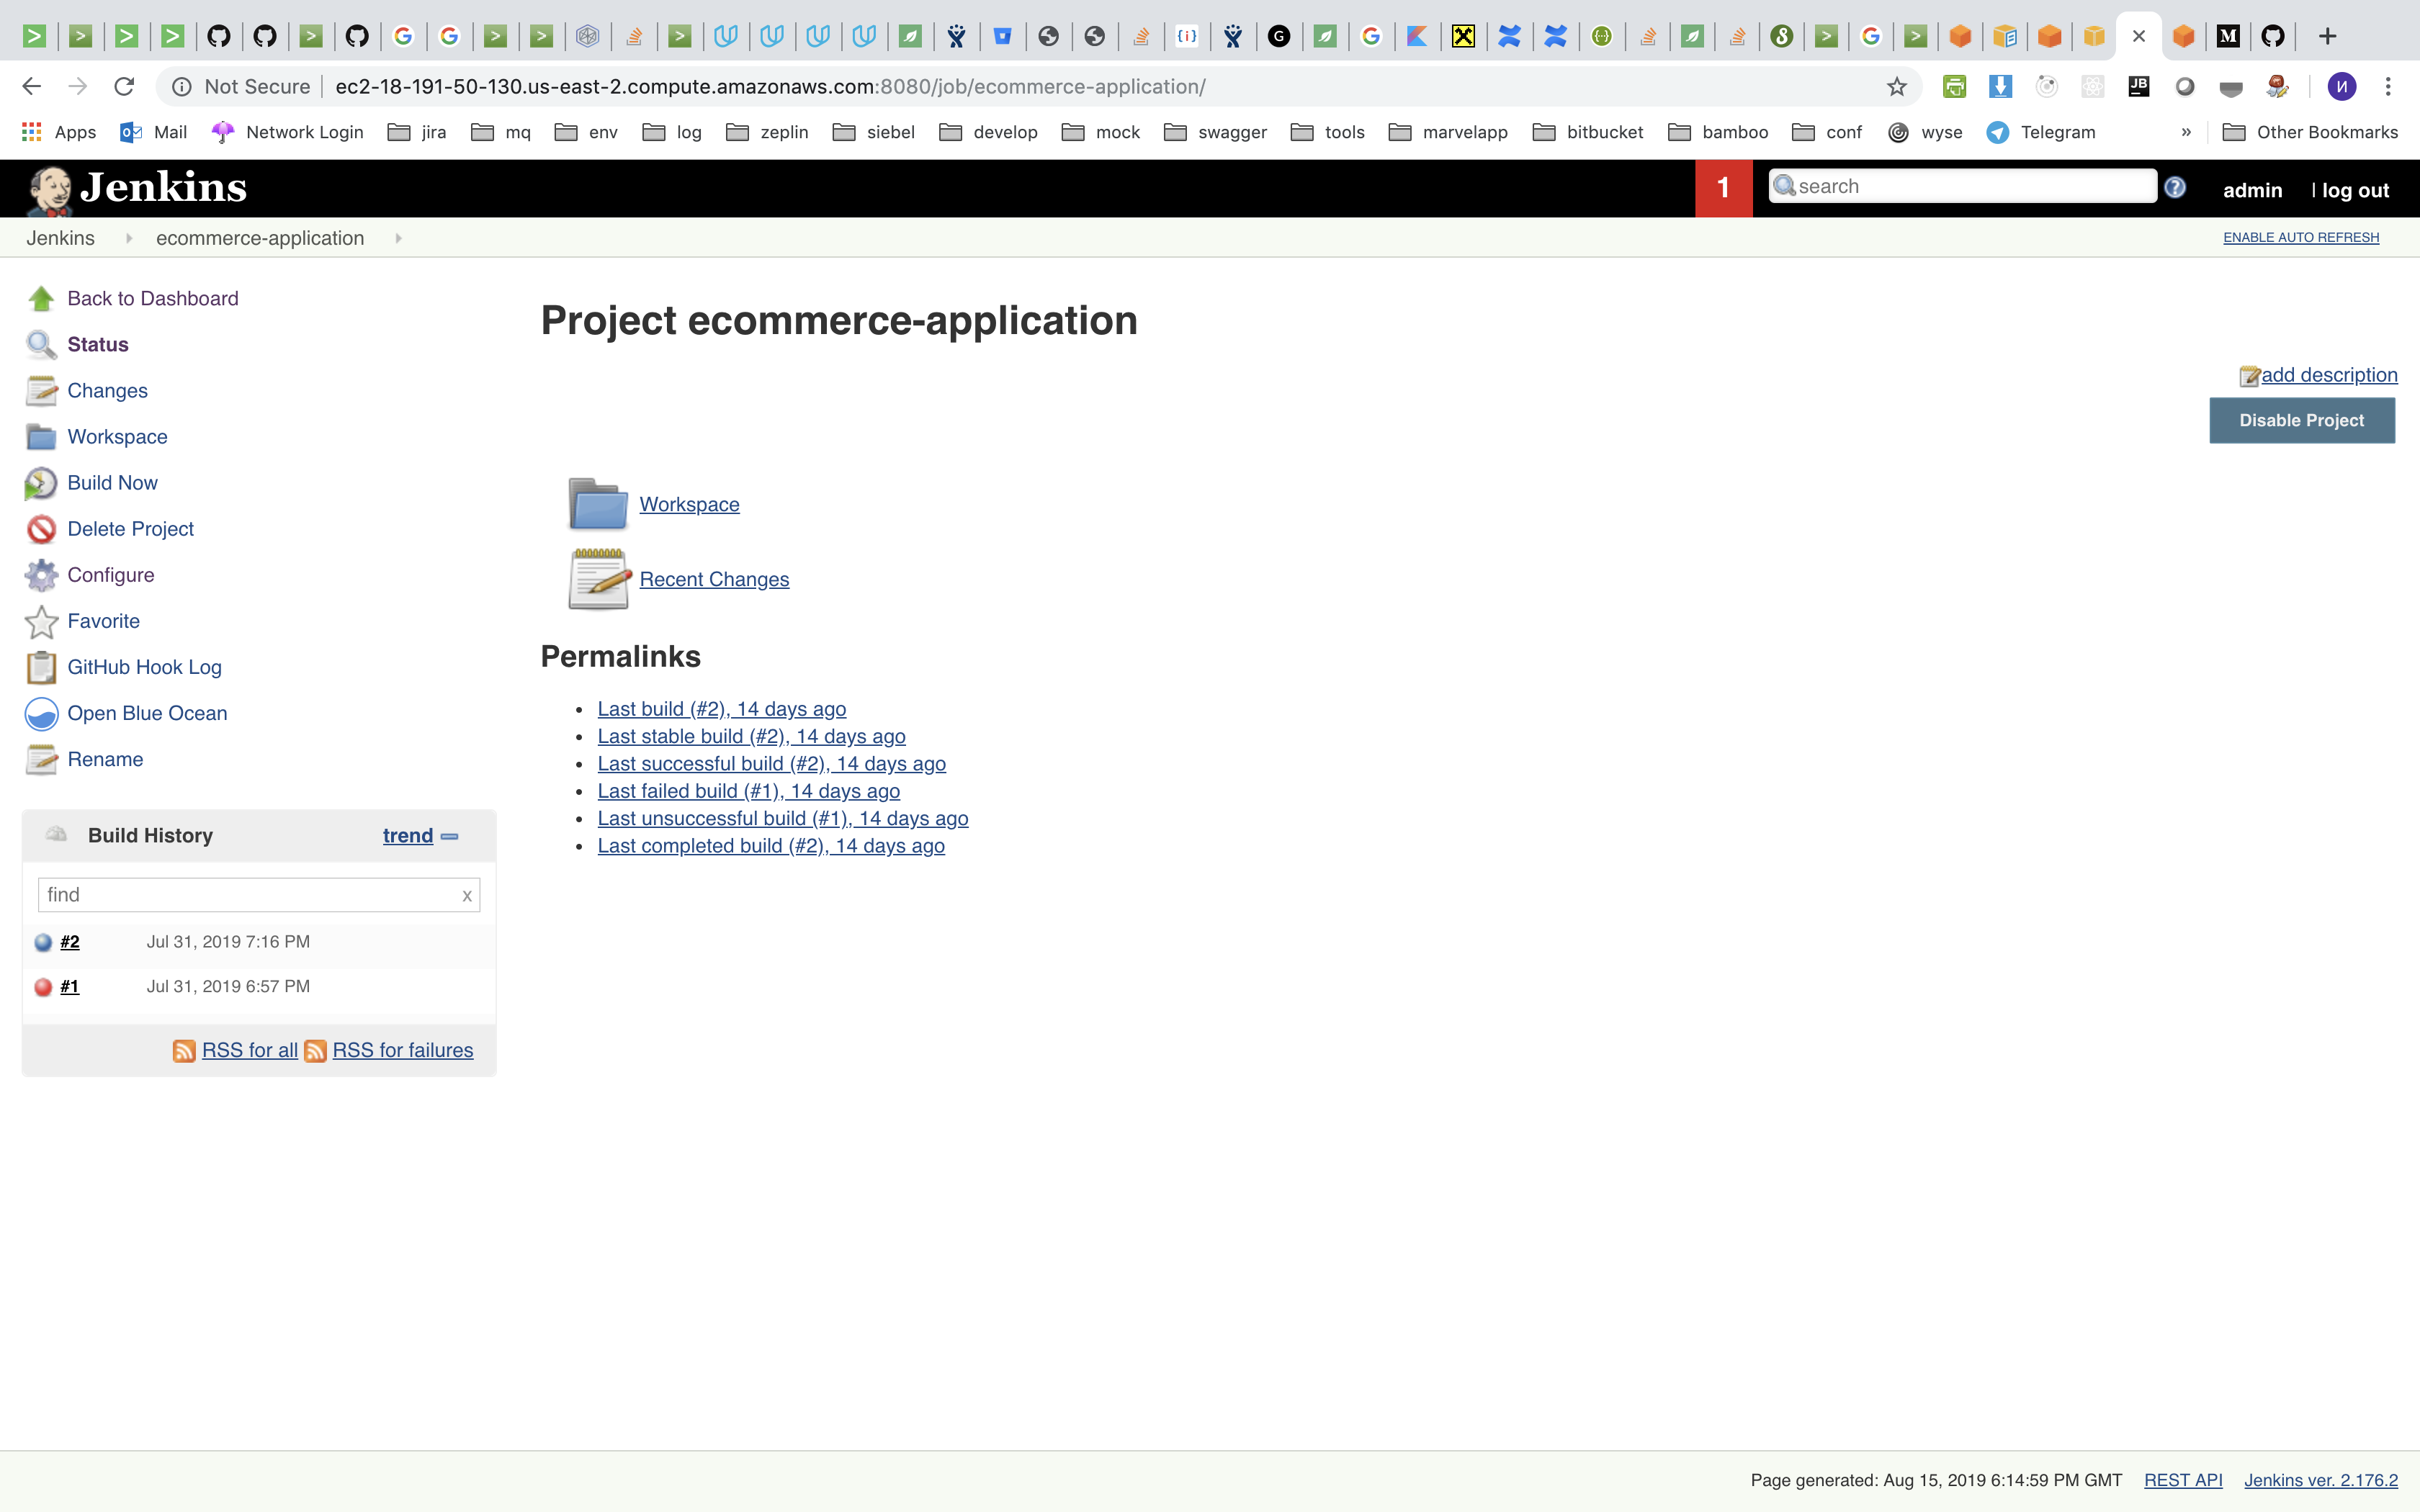 Not Secure ec2-18-191-50-130.us-east-2.compute.amazonaws.com:8080/job/ecommerce-application/
Apps Mail Network Login jira mq env log zeplin siebel develop mock swagger tools marvelapp bitbucket bamboo conf wyse Telegram » Other Bookmarks
Jenkins 1 search admin | log out
Jenkins ecommerce-application ENABLE AUTO REFRESH
Back to Dashboard
Status
Changes
Workspace
Build Now
Delete Project
Configure
Favorite
GitHub Hook Log
Open Blue Ocean
Rename
Build History trend
find x
#2 Jul 31, 2019 7:16 PM
#1 Jul 31, 2019 6:57 PM
RSS for all RSS for failures
Project ecommerce-application
add description
Disable Project
Workspace
Recent Changes
Permalinks
Last build (#2), 14 days ago
Last stable build (#2), 14 days ago
Last successful build (#2), 14 days ago
Last failed build (#1), 14 days ago
Last unsuccessful build (#1), 14 days ago
Last completed build (#2), 14 days ago
Page generated: Aug 15, 2019 6:14:59 PM GMT REST API Jenkins ver. 2.176.2